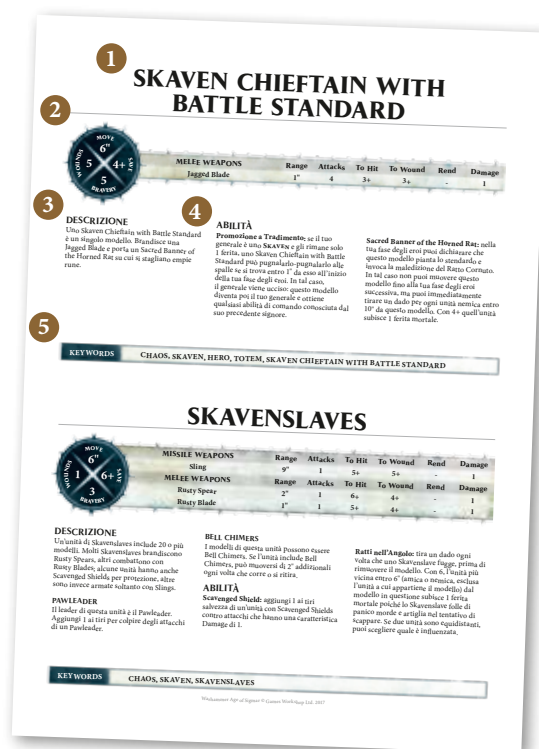 1
SKAVEN CHIEFTAIN WITH
BATTLE STANDARD
2
MOVE
6"
WOUNDS
5
4+
SAVE
5
BRAVERY
MELEE WEAPONS Range Attacks To Hit To Wound Rend Damage
Jagged Blade 1" 4 3+ 3+ - 1
3
DESCRIZIONE
Uno Skaven Chieftain with Battle Standard
è un singolo modello. Brandisce una
Jagged Blade e porta un Sacred Banner of
the Horned Rat su cui si stagliano empie
rune.
4
ABILITÀ
Promozione a Tradimento: se il tuo
generale è uno SKAVEN e gli rimane solo
1 ferita, uno Skaven Chieftain with Battle
Standard può pugnalarlo-pugnalarlo alle
spalle se si trova entro 1" da esso all'inizio
della tua fase degli eroi. In tal caso,
il generale viene ucciso: questo modello
diventa poi il tuo generale e ottiene
qualsiasi abilità di comando conosciuta dal
suo precedente signore.
Sacred Banner of the Horned Rat: nella
tua fase degli eroi puoi dichiarare che
questo modello pianta lo stendardo e
invoca la maledizione del Ratto Cornuto.
In tal caso non puoi muovere questo
modello fino alla tua fase degli eroi
successiva, ma puoi immediatamente
tirare un dado per ogni unità nemica entro
10" da questo modello. Con 4+ quell'unità
subisce 1 ferita mortale.
5
KEYWORDS CHAOS, SKAVEN, HERO, TOTEM, SKAVEN CHIEFTAIN WITH BATTLE STANDARD
SKAVENSLAVES
MOVE
6"
WOUNDS
1
6+
SAVE
3
BRAVERY
MISSILE WEAPONS Range Attacks To Hit To Wound Rend Damage
Sling 9" 1 5+ 5+ - 1
MELEE WEAPONS Range Attacks To Hit To Wound Rend Damage
Rusty Spear 2" 1 6+ 4+ - 1
Rusty Blade 1" 1 5+ 4+ - 1
DESCRIZIONE
Un'unità di Skavenslaves include 20 o più
modelli. Molti Skavenslaves brandiscono
Rusty Spears, altri combattono con
Rusty Blades; alcune unità hanno anche
Scavenged Shields per protezione, altre
sono invece armate soltanto con Slings.
PAWLEADER
Il leader di questa unità è il Pawleader.
Aggiungi 1 ai tiri per colpire degli attacchi
di un Pawleader.
BELL CHIMERS
I modelli di questa unità possono essere
Bell Chimers. Se l'unità include Bell
Chimers, può muoversi di 2" addizionali
ogni volta che corre o si ritira.
ABILITÀ
Scavenged Shield: aggiungi 1 ai tiri
salvezza di un'unità con Scavenged Shields
contro attacchi che hanno una caratteristica
Damage di 1.
Ratti nell'Angolo: tira un dado ogni
volta che uno Skavenslave fugge, prima di
rimuovere il modello. Con 6, l'unità più
vicina entro 6" (amica o nemica, esclusa
l'unità a cui appartiene il modello) dal
modello in questione subisce 1 ferita
mortale poiché lo Skavenslave folle di
panico morde e artiglia nel tentativo di
scappare. Se due unità sono equidistanti,
puoi scegliere quale è influenzata.
KEYWORDS CHAOS, SKAVEN, SKAVENSLAVES
Warhammer Age of Sigmar © Games Workshop Ltd. 2017